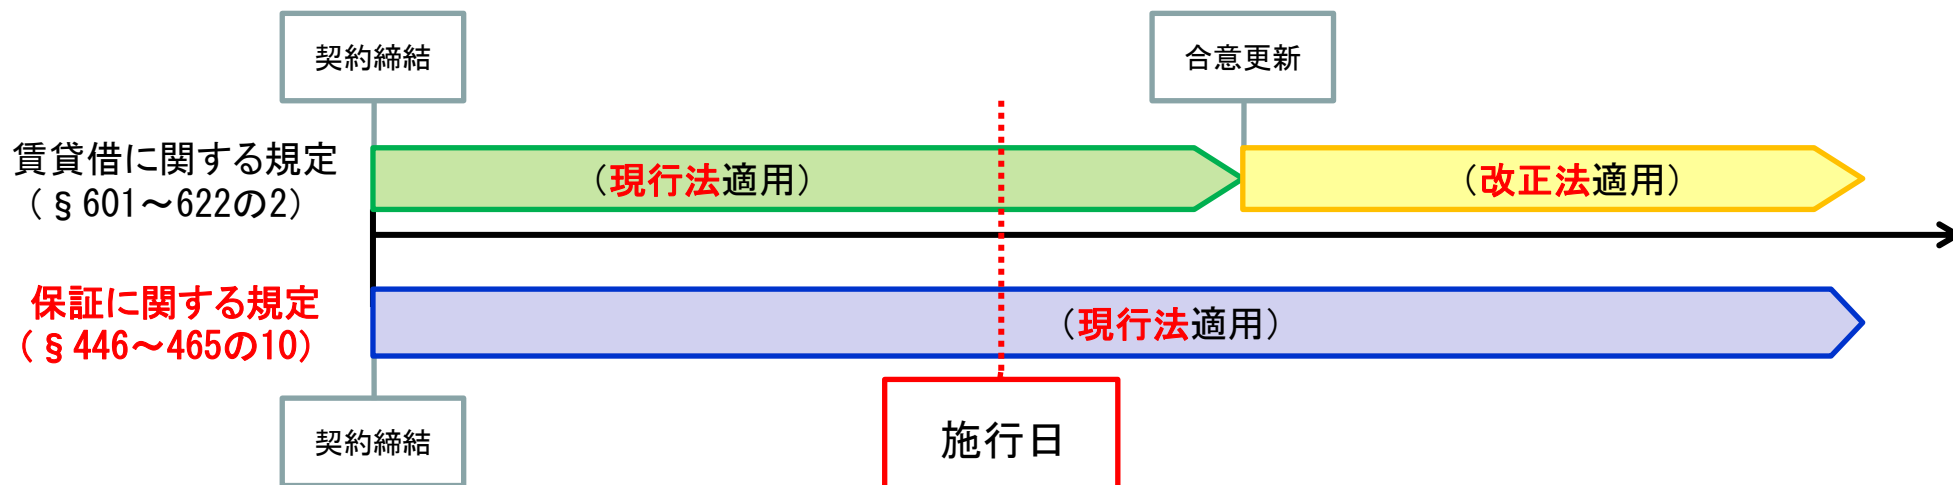 契約締結
合意更新
賃貸借に関する規定
（§601～622の2）
（現行法適用）
（改正法適用）
保証に関する規定
（§446～465の10）
（現行法適用）
契約締結
施行日